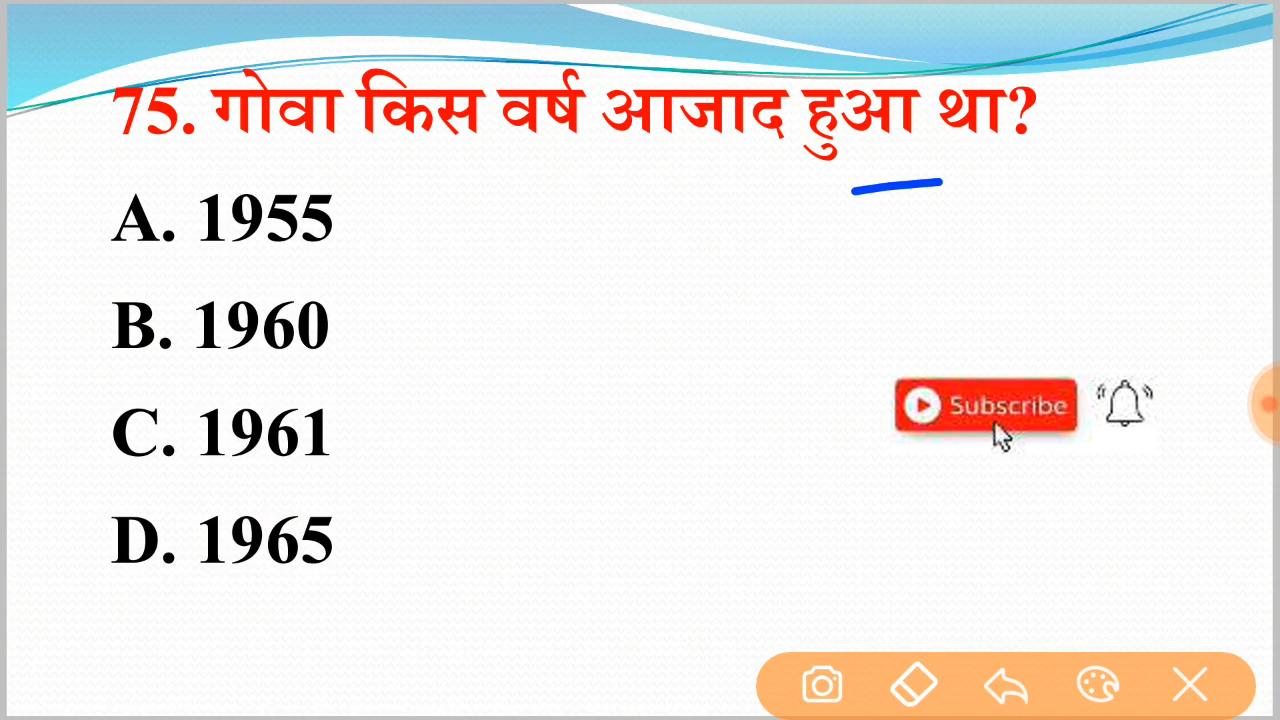 75. गोवा किस वर्ष आजाद हुआ था?
A. 1955
B. 1960
C. 1961
D. 1965
Subscribe